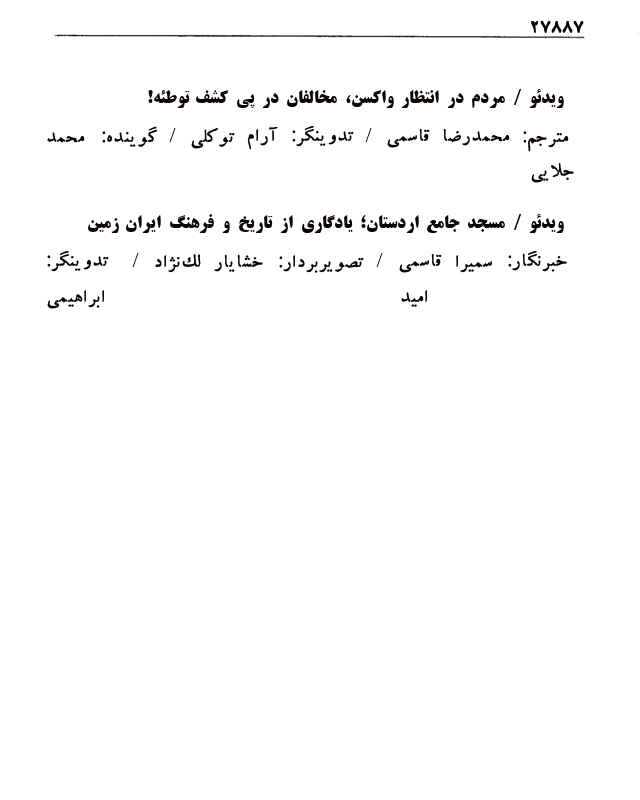 ۲۷۸۸۷
ویدئو / مردم در انتظار واکسن، مخالفان در پی کشف توطئه!
مترجم: محمدرضا قاسمی / تدوینگر: آرام توکلی / گوینده: محمد
جلایی
ویدئو / مسجد جامع اردستان؛ یادگاری از تاریخ و فرهنگ ایران زمین
خبرنگار: سمیرا قاسمی / تصویربردار: خشایار لك‌نژاد / تدوینگر:
امید ابراهیمی